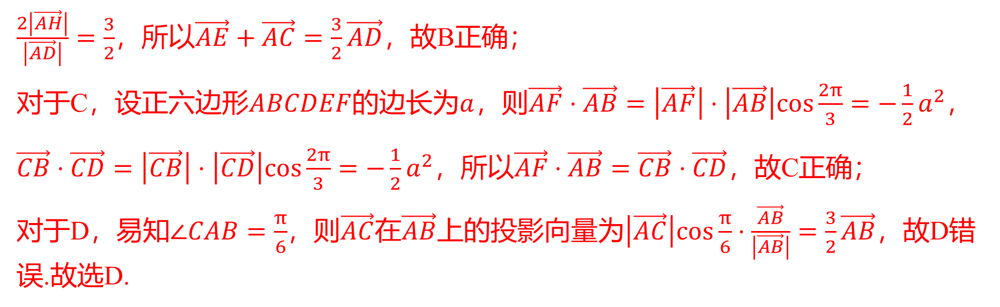 $\frac{2|\overrightarrow{AH}|}{|\overrightarrow{AD}|}=\frac{3}{2}$，所以$\overrightarrow{AE}+\overrightarrow{AC}=\frac{3}{2}\overrightarrow{AD}$，故B正确；
对于C，设正六边形$ABCDEF$的边长为$a$，则$\overrightarrow{AF}\cdot\overrightarrow{AB}=|\overrightarrow{AF}|\cdot|\overrightarrow{AB}|\cos\frac{2\pi}{3}=-\frac{1}{2}a^2$，
$\overrightarrow{CB}\cdot\overrightarrow{CD}=|\overrightarrow{CB}|\cdot|\overrightarrow{CD}|\cos\frac{2\pi}{3}=-\frac{1}{2}a^2$，所以$\overrightarrow{AF}\cdot\overrightarrow{AB}=\overrightarrow{CB}\cdot\overrightarrow{CD}$，故C正确；
对于D，易知$\angle CAB=\frac{\pi}{6}$，则$\overrightarrow{AC}$在$\overrightarrow{AB}$上的投影向量为$|\overrightarrow{AC}|\cos\frac{\pi}{6}\cdot\frac{\overrightarrow{AB}}{|\overrightarrow{AB}|}=\frac{3}{2}\overrightarrow{AB}$，故D错
误.故选D.